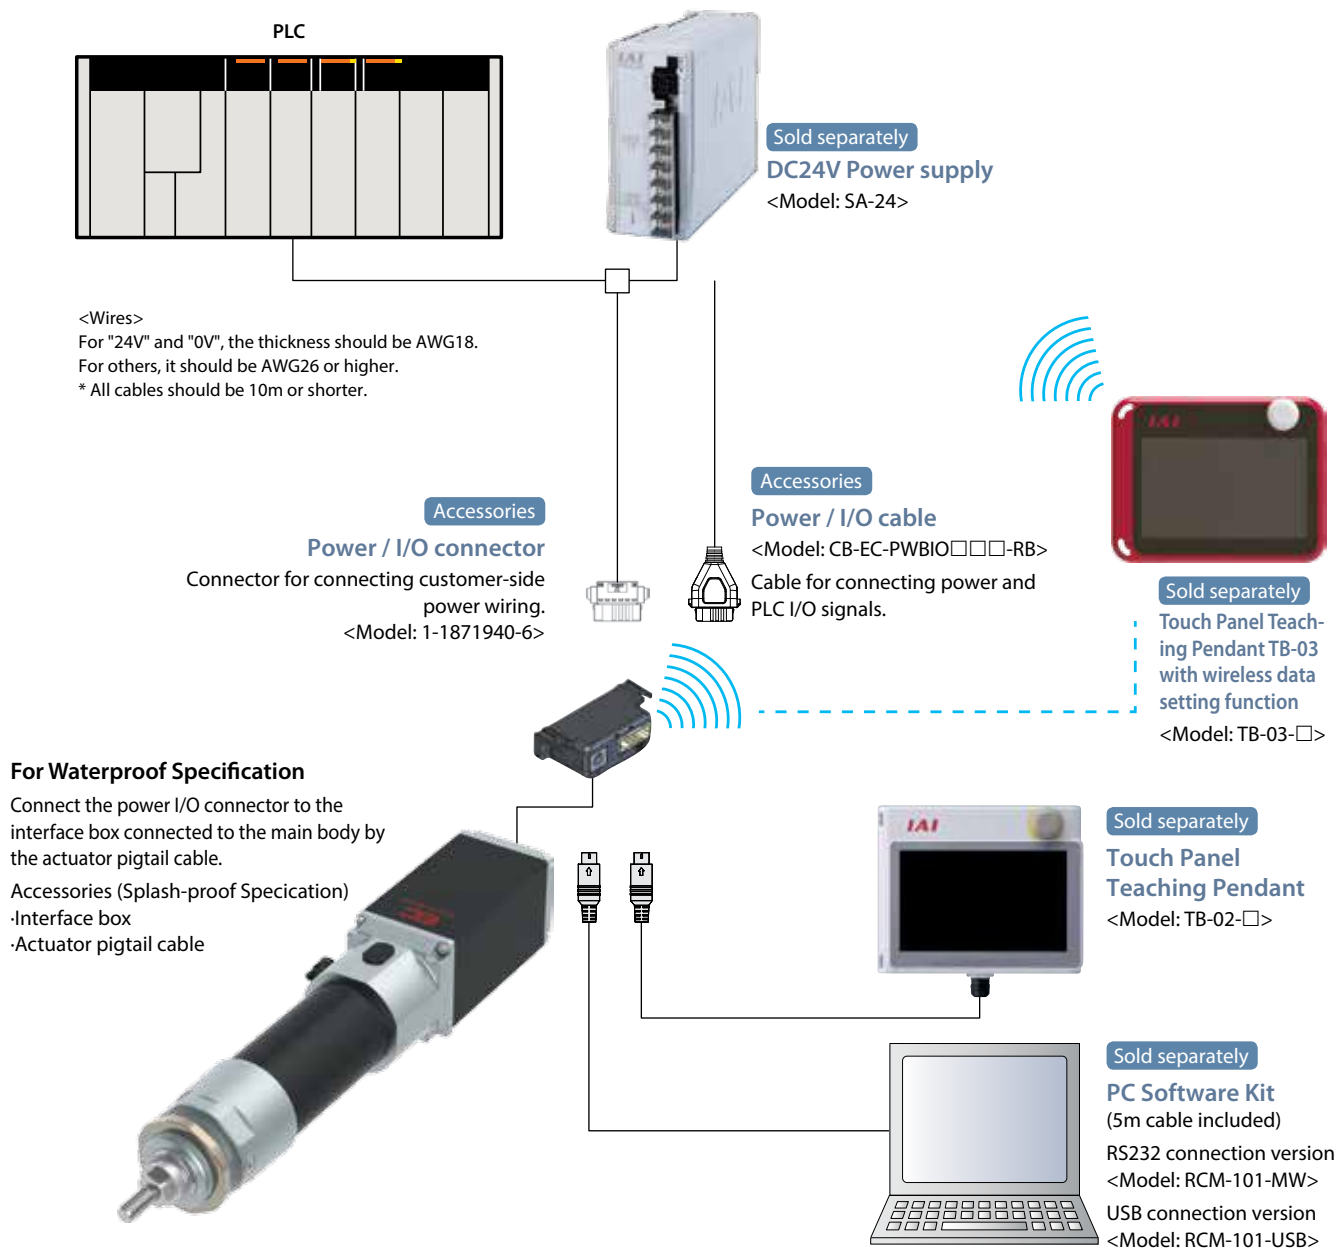 PLC
IAI
Sold separately
DC24V Power supply
<Model: SA-24>
<Wires>
For "24V" and "0V", the thickness should be AWG18.
For others, it should be AWG26 or higher.
* All cables should be 10m or shorter.
IAI
Accessories
Power / I/O connector
Connector for connecting customer-side
power wiring.
<Model: 1-1871940-6>
Accessories
Power / I/O cable
<Model: CB-EC-PWBIO□□□-RB>
Cable for connecting power and
PLC I/O signals.
Sold separately
Touch Panel Teach-
ing Pendant TB-03
with wireless data
setting function
<Model: TB-03-□>
For Waterproof Specification
Connect the power I/O connector to the
interface box connected to the main body by
the actuator pigtail cable.
Accessories (Splash-proof Specication)
·Interface box
·Actuator pigtail cable
EC
IAI
Sold separately
Touch Panel
Teaching Pendant
<Model: TB-02-□>
Sold separately
PC Software Kit
(5m cable included)
RS232 connection version
<Model: RCM-101-MW>
USB connection version
<Model: RCM-101-USB>